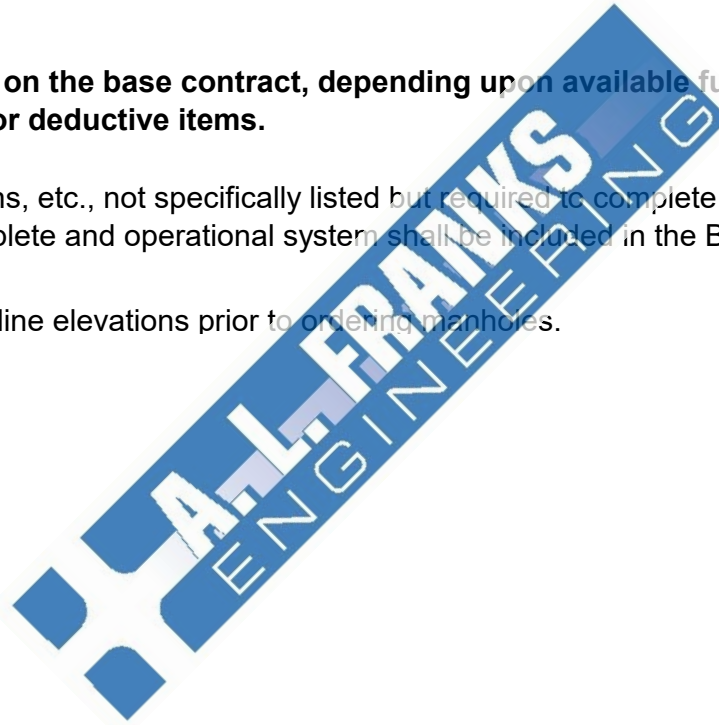 on the base contract, depending upon available fu
or deductive items.
ns, etc., not specifically listed but required to complete
plete and operational system shall be included in the B
line elevations prior to ordering manholes.
A. L. FRANKS
ENGINEERING